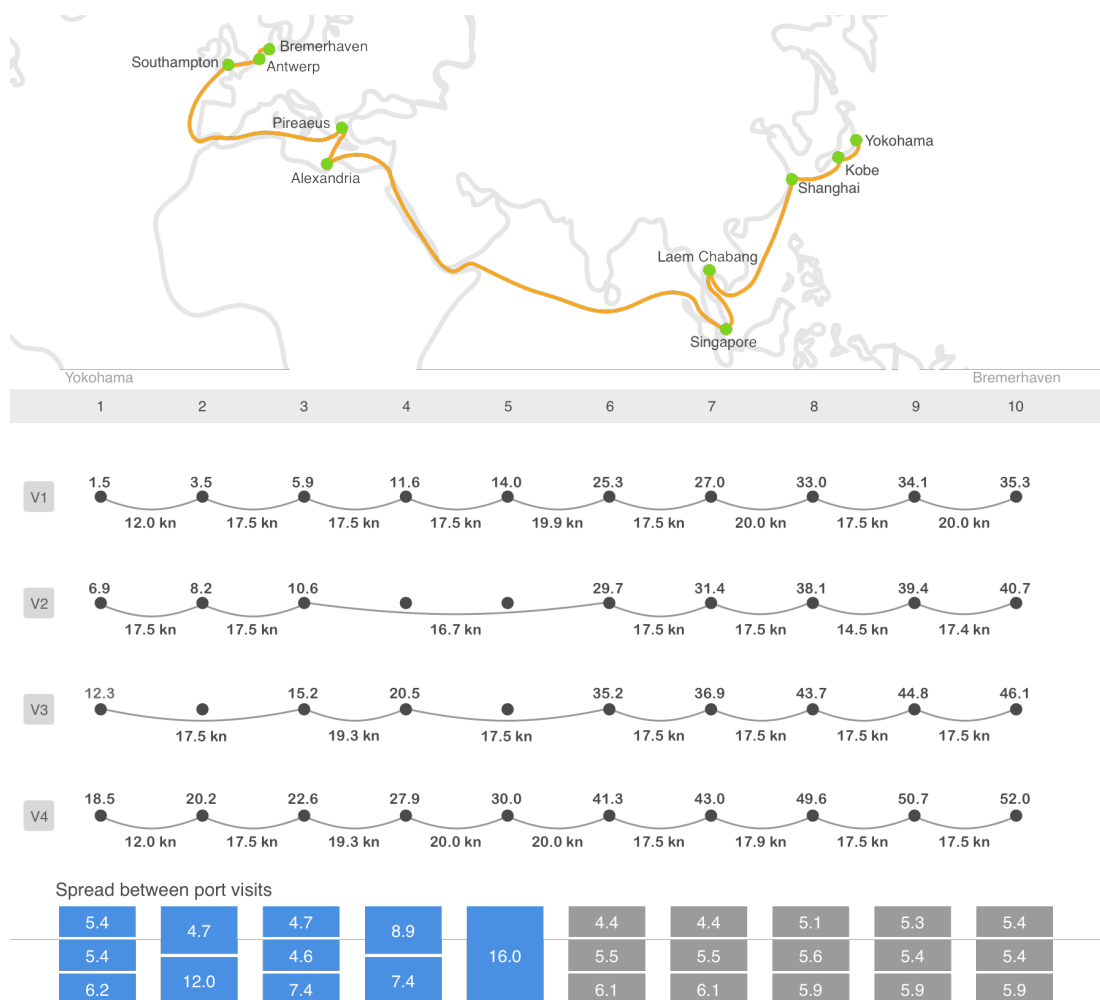 Bremerhaven
Southampton
Antwerp
Pireaeus
Alexandria
Yokohama
Kobe
Shanghai
Laem Chabang
Singapore
Yokohama Bremerhaven
1 2 3 4 5 6 7 8 9 10
1.5 3.5 5.9 11.6 14.0 25.3 27.0 33.0 34.1 35.3
V1
12.0 kn 17.5 kn 17.5 kn 17.5 kn 19.9 kn 17.5 kn 20.0 kn 17.5 kn 20.0 kn
6.9 8.2 10.6 29.7 31.4 38.1 39.4 40.7
V2
17.5 kn 17.5 kn 16.7 kn 17.5 kn 17.5 kn 14.5 kn 17.4 kn
12.3 15.2 20.5 35.2 36.9 43.7 44.8 46.1
V3
17.5 kn 19.3 kn 17.5 kn 17.5 kn 17.5 kn 17.5 kn 17.5 kn
18.5 20.2 22.6 27.9 30.0 41.3 43.0 49.6 50.7 52.0
V4
12.0 kn 17.5 kn 19.3 kn 20.0 kn 20.0 kn 17.5 kn 17.9 kn 17.5 kn 17.5 kn
Spread between port visits
5.4 4.7 4.7 8.9 4.4 4.4 5.1 5.3 5.4
5.4 4.6 16.0 5.5 5.5 5.6 5.4 5.4
6.2 12.0 7.4 7.4 6.1 6.1 5.9 5.9 5.9